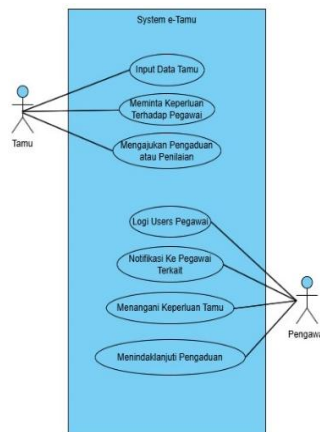 System e-Tamu
Input Data Tamu
Meminta Keperluan
Terhadap Pegawai
Tamu
Mengajukan Pengaduan
atau Penilaian
Logi Users Pegawai
Notifikasi Ke Pegawai
Terkait
Menangani Keperluan Tamu
Pengawai
Menindaklanjuti Pengaduan